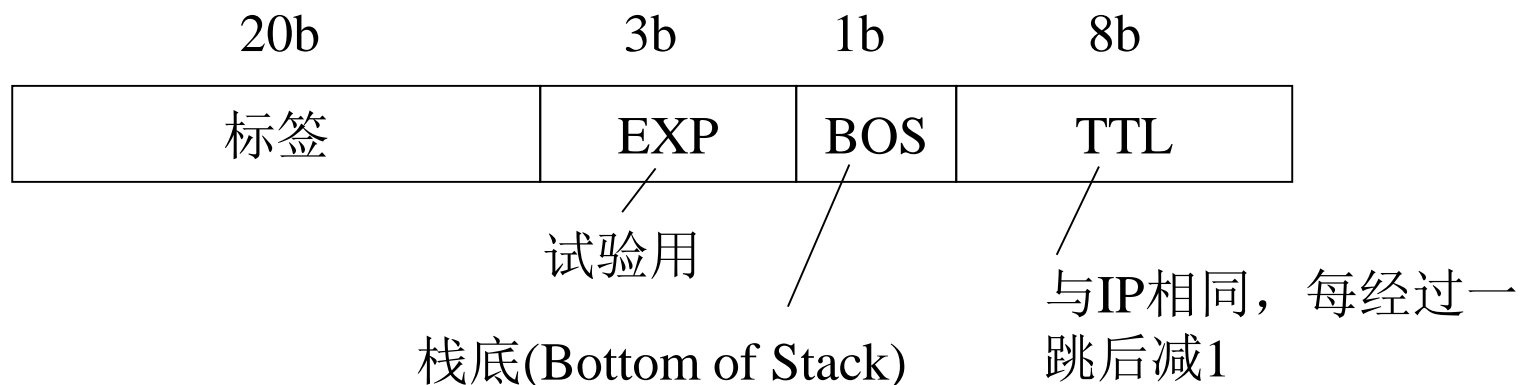 20b 3b 1b 8b
标签 EXP BOS TTL
试验用
与IP相同，每经过一
跳后减1
栈底(Bottom of Stack)